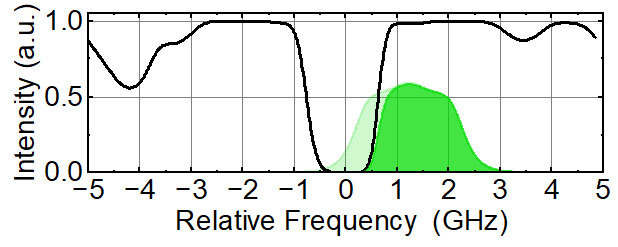 Intensity (a.u.)
1.0
0.5
0.0
−5 −4 −3 −2 −1 0 1 2 3 4 5
Relative Frequency (GHz)